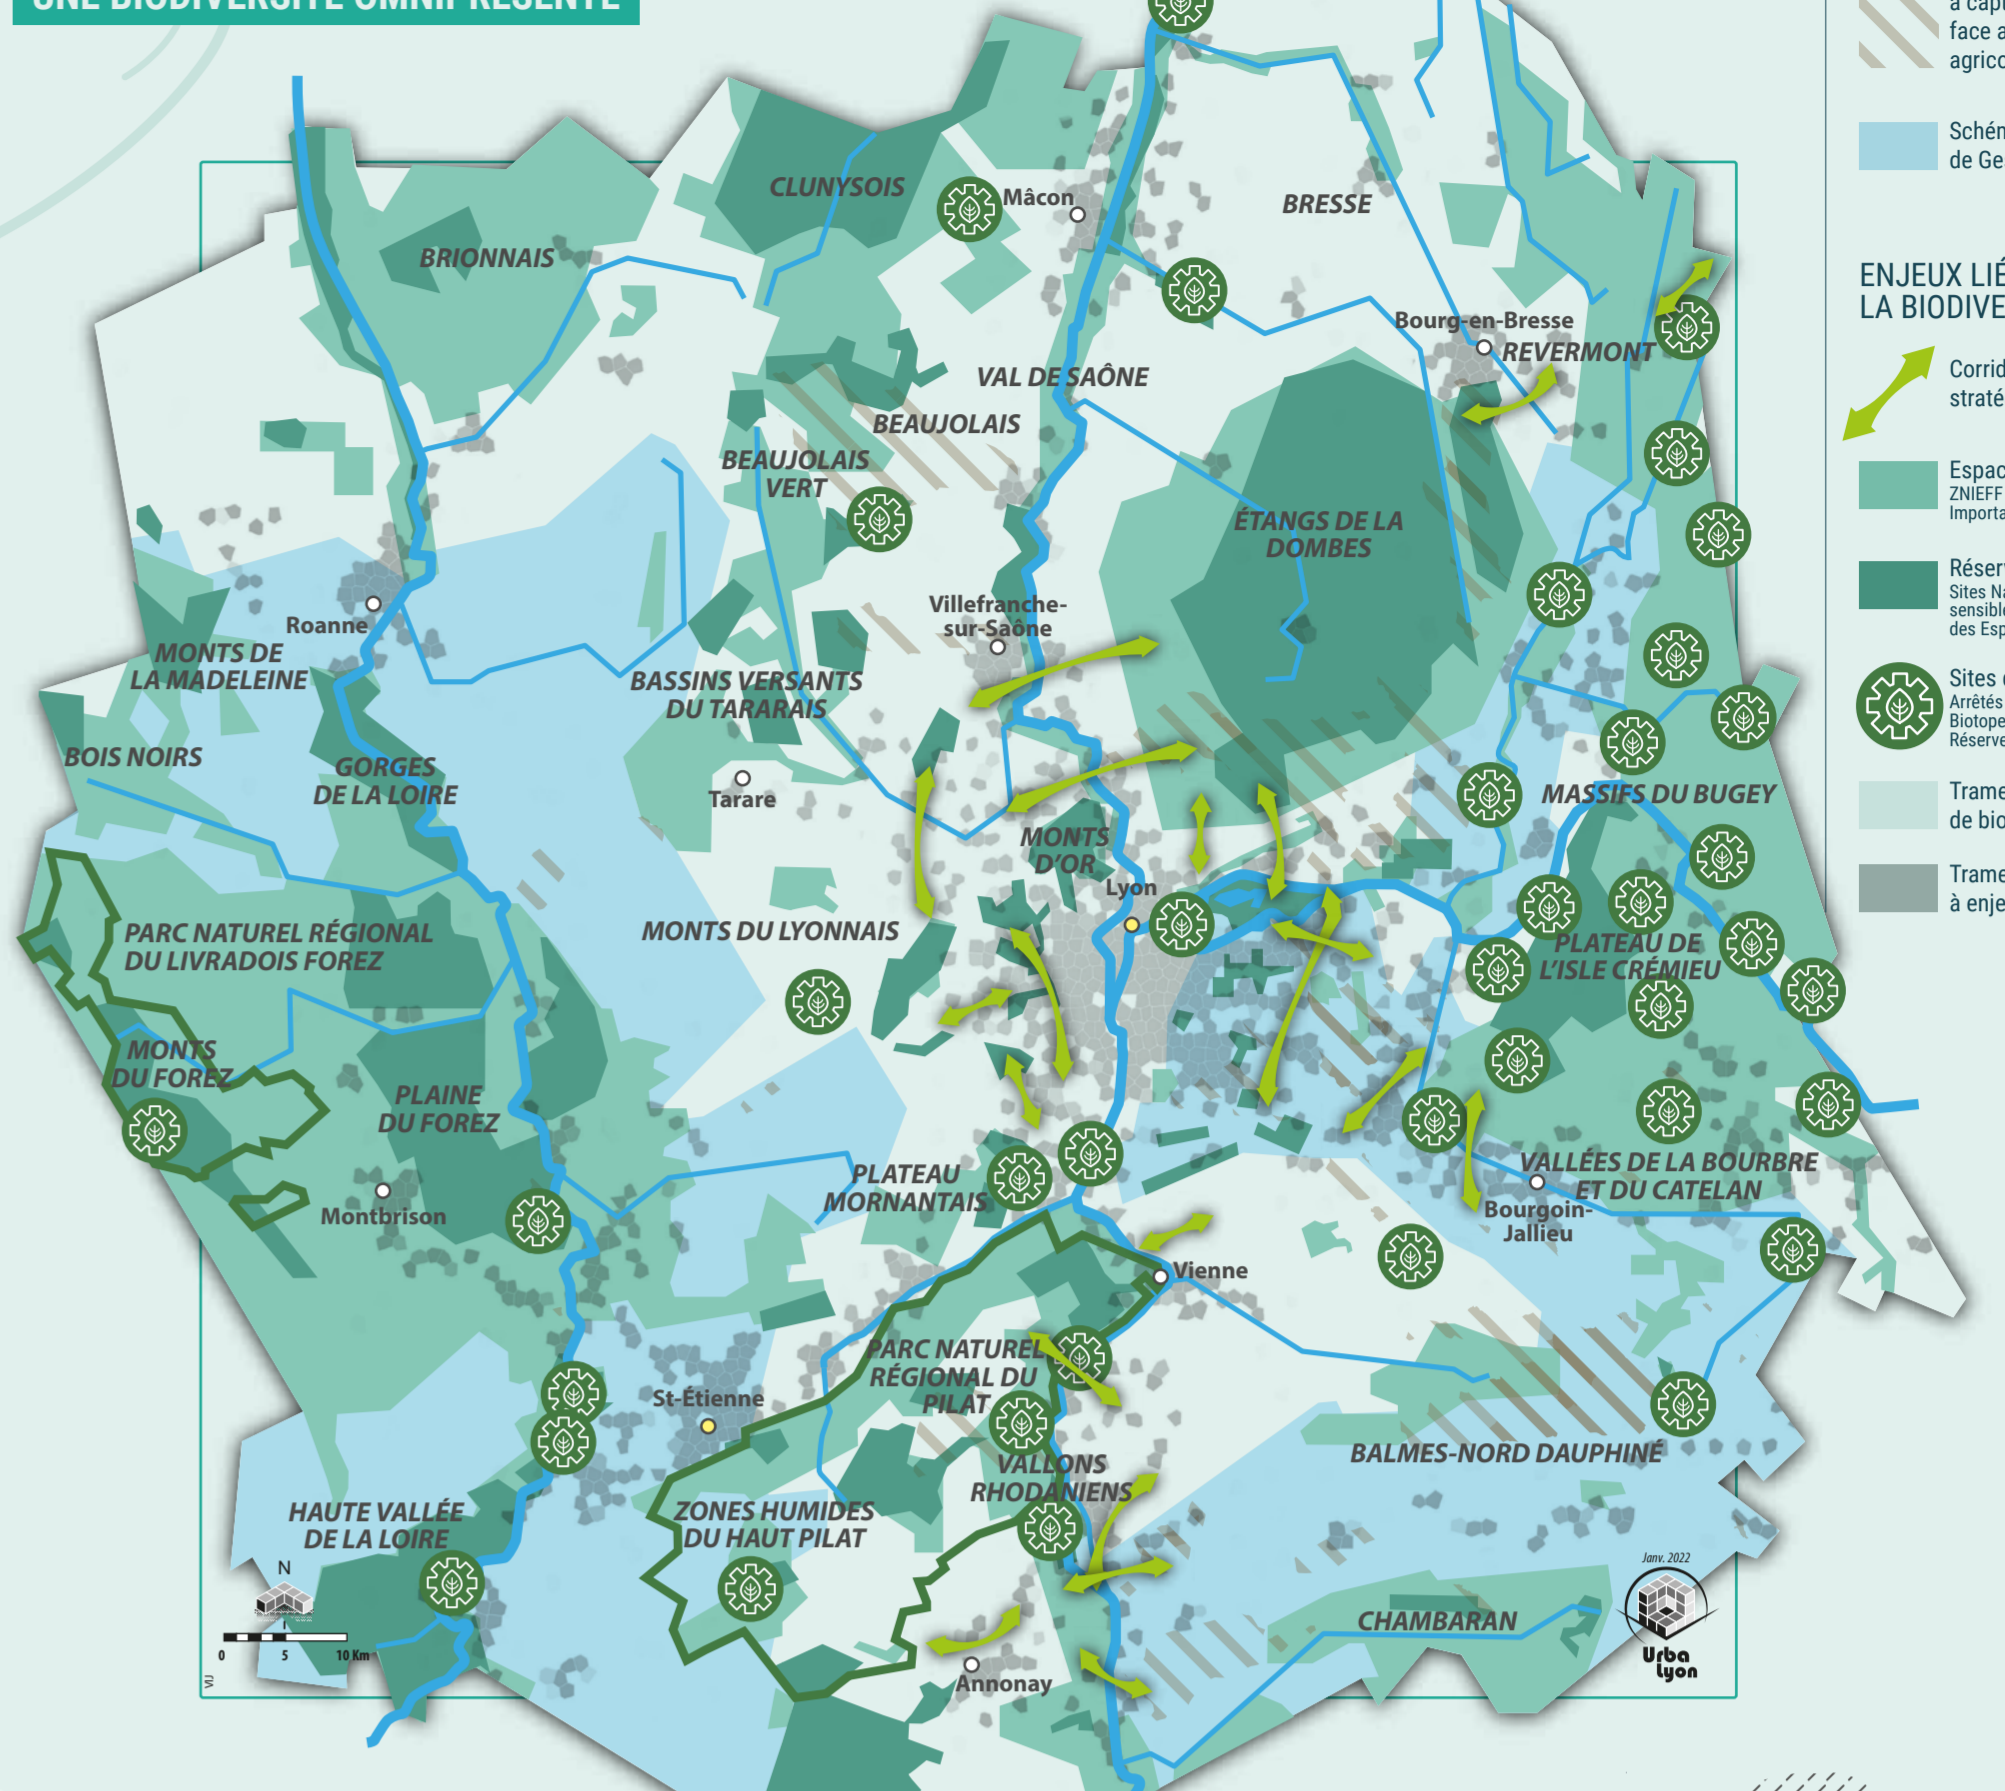 UNE BIODIVERSITÉ OMNIPRÉSENTE
CLUNYSOIS
Mâcon
BRESSE
BRIONNAIS
Bourg-en-Bresse
REVERMONT
VAL DE SAÔNE
BEAUJOLAIS
BEAUJOLAIS
VERT
ÉTANGS DE LA
DOMBES
Villefranche-
sur-Saône
Roanne
MONTS DE
LA MADELEINE
BASSINS VERSANTS
DU TARARAIS
BOIS NOIRS
GORGES
DE LA LOIRE
Tarare
MASSIFS DU BUGEY
MONTS
D'OR
Lyon
PARC NATUREL RÉGIONAL
DU LIVRADOIS FOREZ
MONTS DU LYONNAIS
PLATEAU DE
L'ISLE CRÉMIEU
MONTS
DU FOREZ
PLAINE
DU FOREZ
PLATEAU
MORNANTAIS
VALLÉES DE LA BOURBRE
ET DU CATELAN
Montbrison
Bourgoin-
Jallieu
Vienne
PARC NATUREL
RÉGIONAL DU
PILAT
St-Étienne
BALMES-NORD DAUPHINÉ
VALLONS
RHODANIENS
HAUTE VALLÉE
DE LA LOIRE
ZONES HUMIDES
DU HAUT PILAT
CHAMBARAN
Annonay
N
0 5 10 Km
VLJ
Janv. 2022
Urba
Lyon
à capt
face a
agrico
Schén
de Ge
ENJEUX LIÉ
LA BIODIVE
Corrid
straté
Espac
ZNIEFF
Importa
Réser
Sites Na
sensible
des Esp
Sites
Arrêtés
Biotope
Réserve
Trame
de bio
Trame
à enje